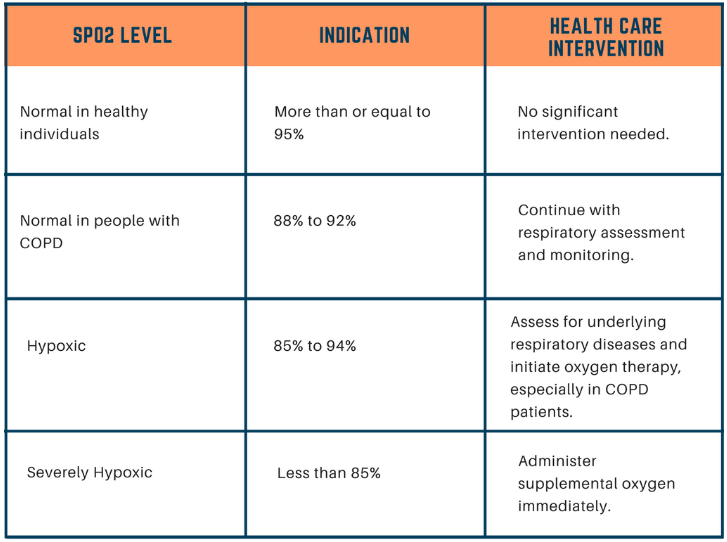 SPO2 LEVEL
INDICATION
HEALTH CARE
INTERVENTION
Normal in healthy
individuals
More than or equal to
95%
No significant
intervention needed.
Normal in people with
COPD
88% to 92%
Continue with
respiratory assessment
and monitoring.
Hypoxic
85% to 94%
Assess for underlying
respiratory diseases and
initiate oxygen therapy,
especially in COPD
patients.
Severely Hypoxic
Less than 85%
Administer
supplemental oxygen
immediately.